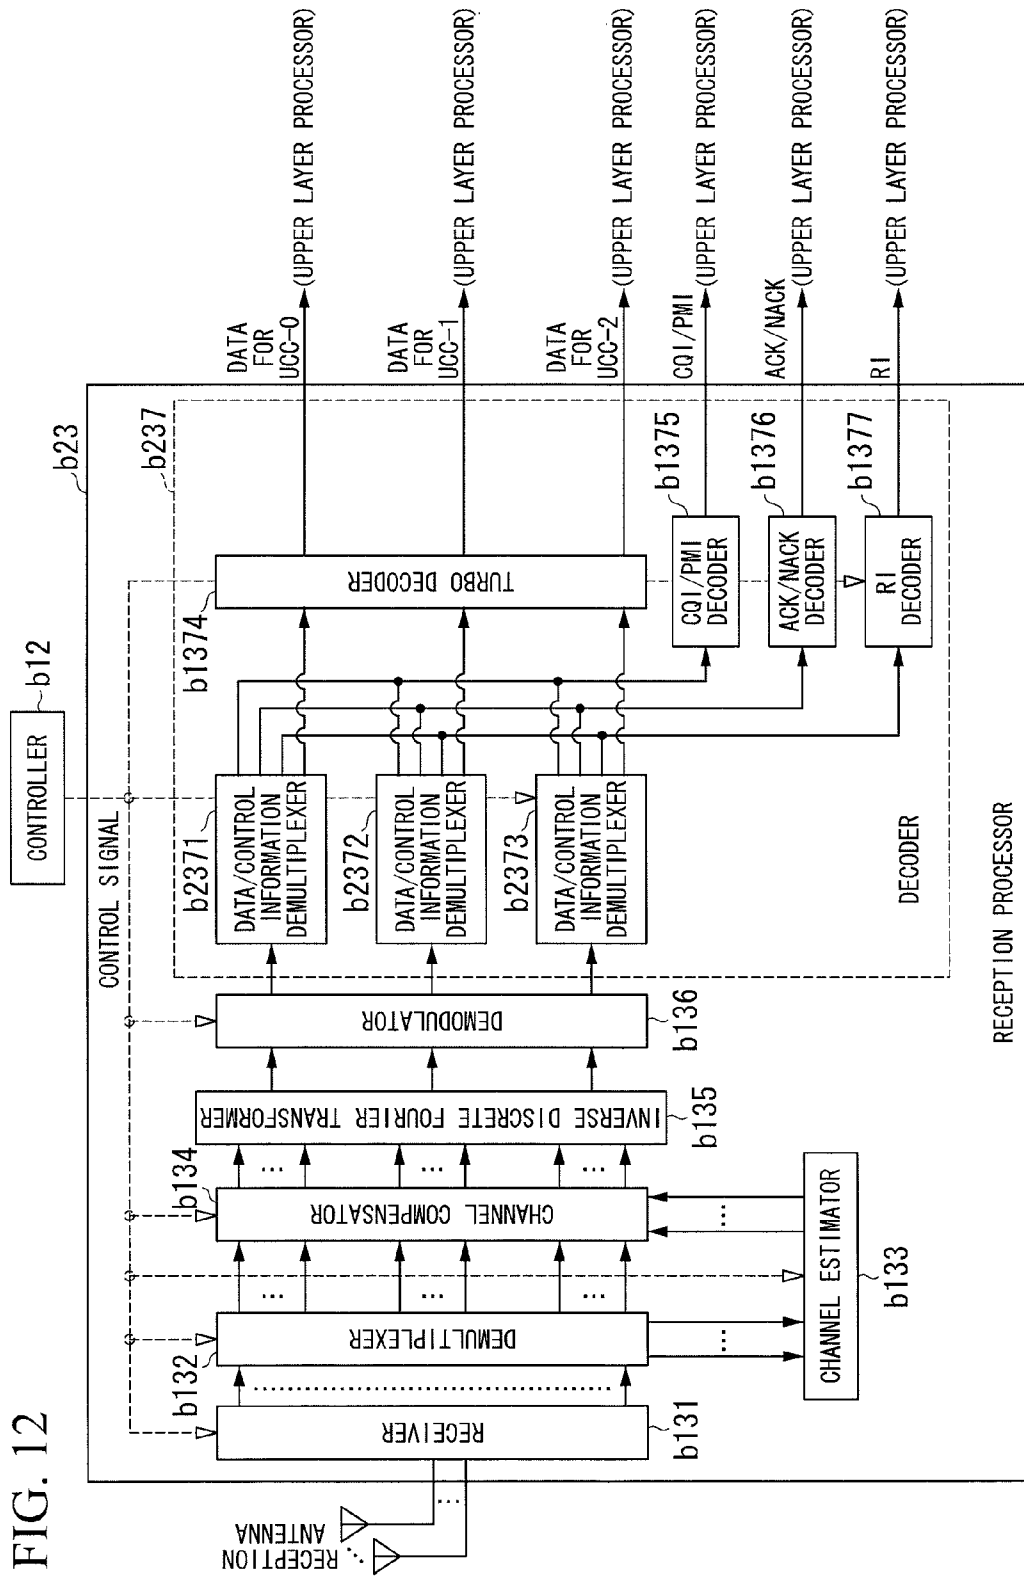 FIG. 12
CONTROLLER
b12
b23
CONTROL SIGNAL
b237
RECEPTION
ANTENNA
RECEIVER
b131
b132
DEMULTIPLEXER
CHANNEL ESTIMATOR
b133
b134
CHANNEL COMPENSATOR
INVERSE DISCRETE FOURIER TRANSFORMER
b135
DEMODULATOR
b136
b2371
DATA/CONTROL
INFORMATION
DEMULTIPLEXER
b2372
DATA/CONTROL
INFORMATION
DEMULTIPLEXER
b2373
DATA/CONTROL
INFORMATION
DEMULTIPLEXER
b1374
TURBO DECODER
CQI/PMI
DECODER
b1375
ACK/NACK
DECODER
b1376
RI
DECODER
b1377
DATA
FOR
UCC-0
(UPPER LAYER PROCESSOR)
DATA
FOR
UCC-1
(UPPER LAYER PROCESSOR)
DATA
FOR
UCC-2
(UPPER LAYER PROCESSOR)
CQI/PMI
(UPPER LAYER PROCESSOR)
ACK/NACK
(UPPER LAYER PROCESSOR)
RI
(UPPER LAYER PROCESSOR)
DECODER
RECEPTION PROCESSOR